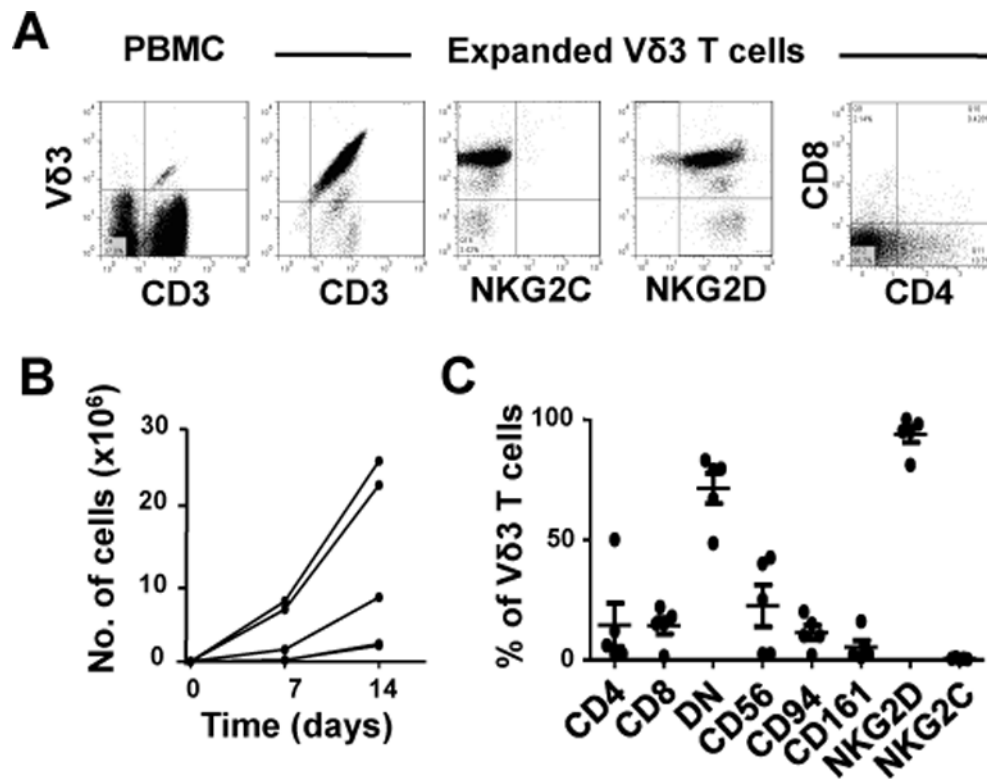 A
PBMC
Expanded Vδ3 T cells
Vδ3
CD3
CD3
NKG2C
NKG2D
CD8
CD4
2.14%
B
No. of cells (x10⁶)
30
20
10
0
0
7
14
Time (days)
C
% of Vδ3 T cells
100
50
0
CD4
CD8
DN
CD56
CD94
CD161
NKG2D
NKG2C